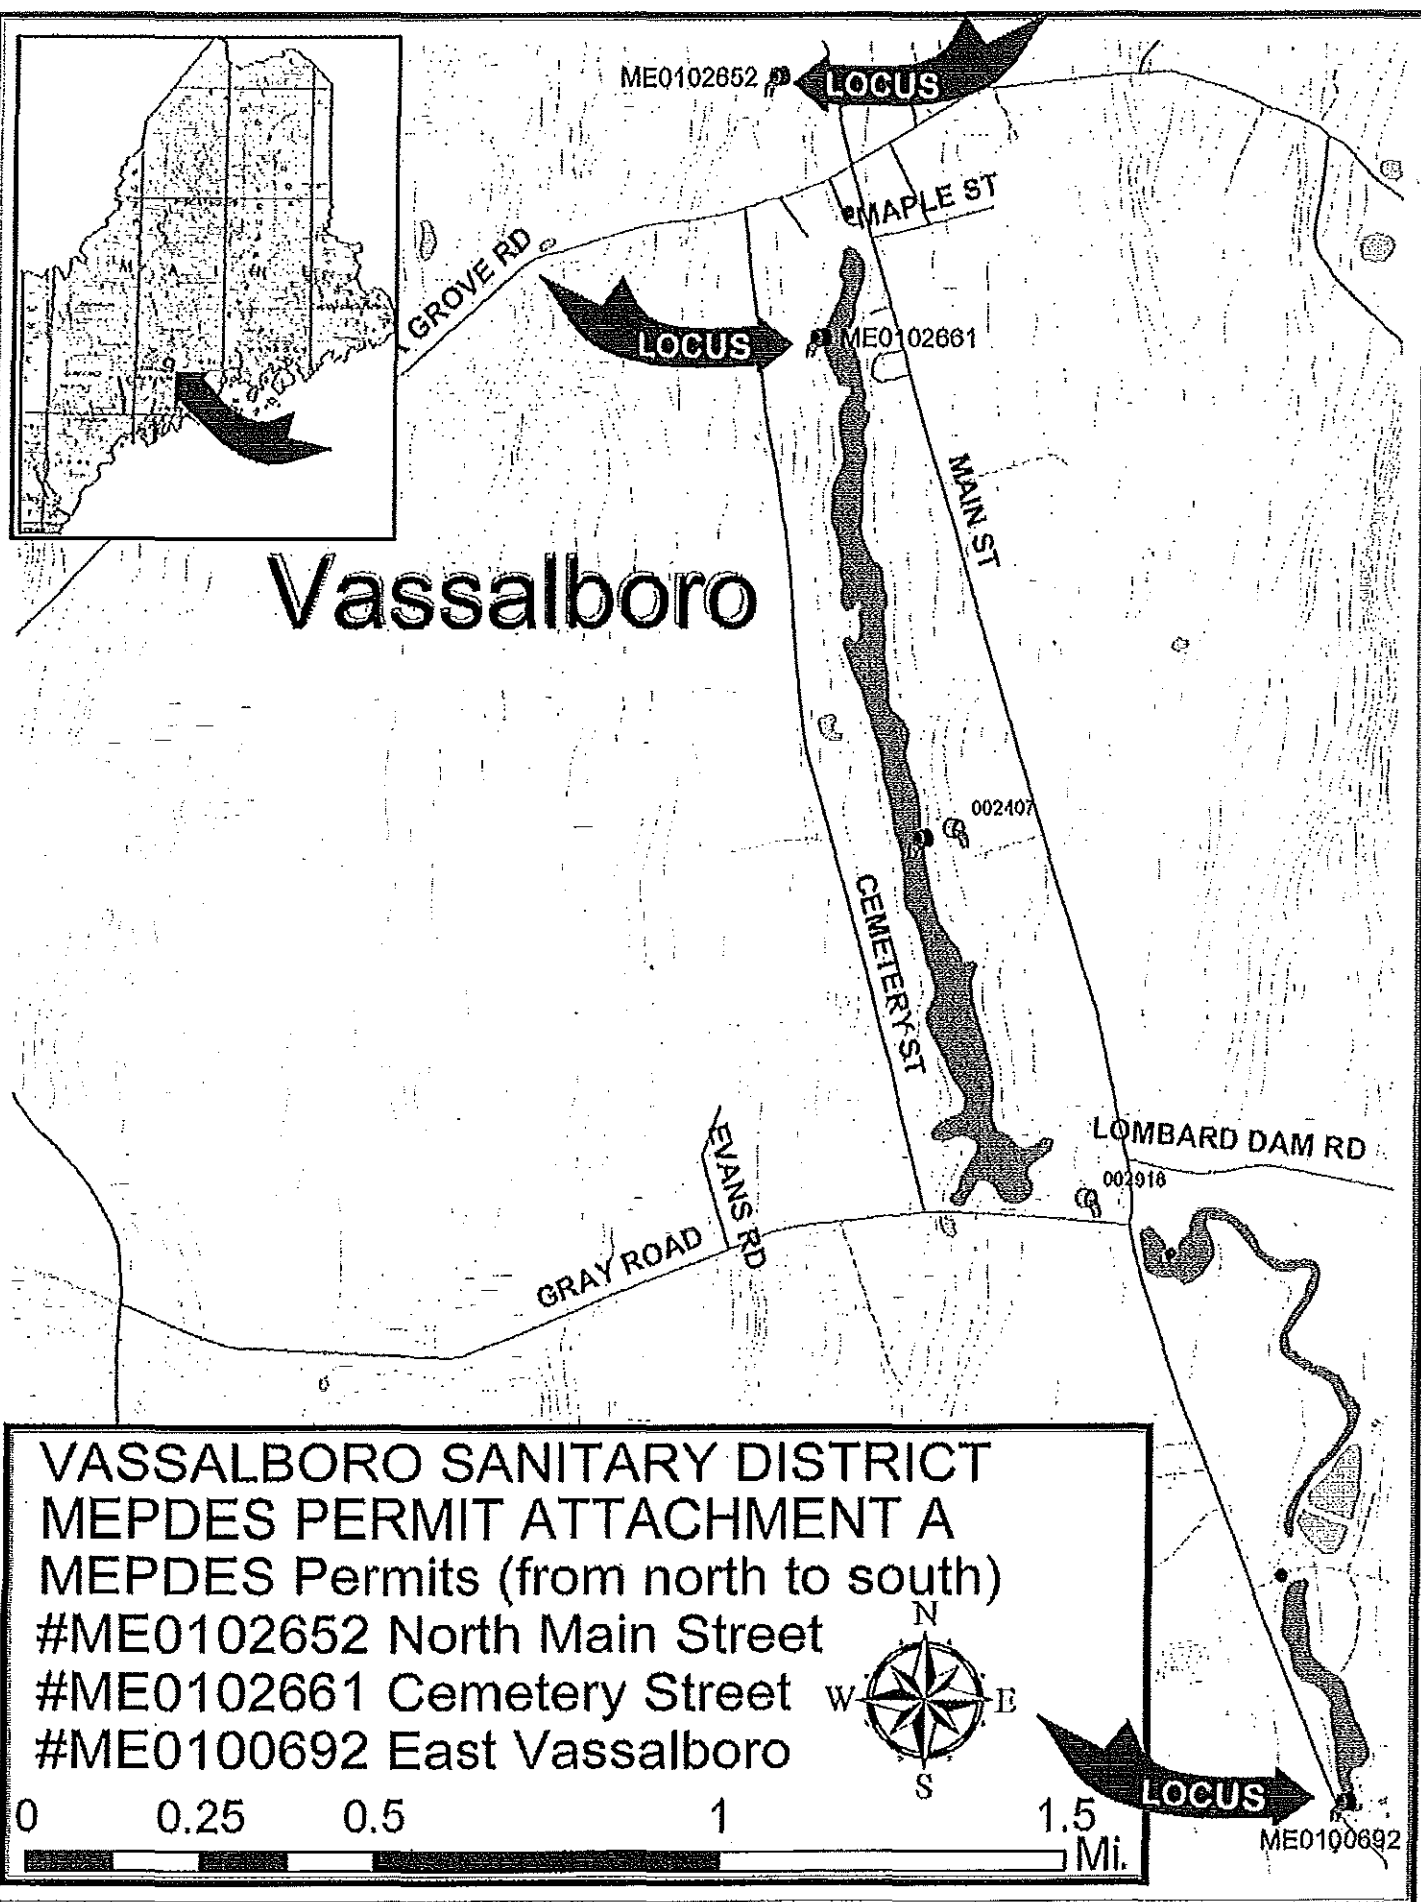 ME0102652
LOCUS
MAPLE ST
GROVE RD
LOCUS
ME0102661
MAIN ST
Vassalboro
002407
CEMETERY ST
LOMBARD DAM RD
002918
EVANS RD
GRAY ROAD
VASSALBORO SANITARY DISTRICT
MEPDES PERMIT ATTACHMENT A
MEPDES Permits (from north to south)
#ME0102652 North Main Street
#ME0102661 Cemetery Street
#ME0100692 East Vassalboro
N
W E
S
LOCUS
0 0.25 0.5 1 1.5
Mi.
ME0100692